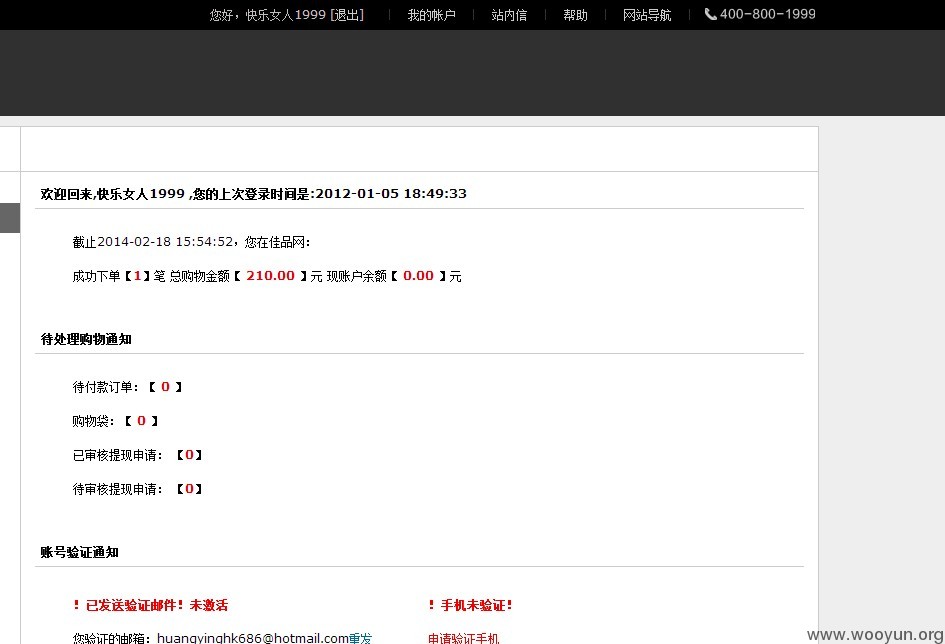 您好，快乐女人1999 [退出] 我的帐户 站内信 帮助 网站导航 400-800-1999
欢迎回来,快乐女人1999 ,您的上次登录时间是:2012-01-05 18:49:33
截止2014-02-18 15:54:52，您在佳品网：
成功下单【1】笔 总购物金额【 210.00 】元 现账户余额【 0.00 】元
待处理购物通知
待付款订单：【 0 】
购物袋：【 0 】
已审核提现申请： 【0】
待审核提现申请： 【0】
账号验证通知
！已发送验证邮件！未激活 ！手机未验证！
您验证的邮箱：huangyinghk686@hotmail.com重发 申请验证手机
www.wooyun.org